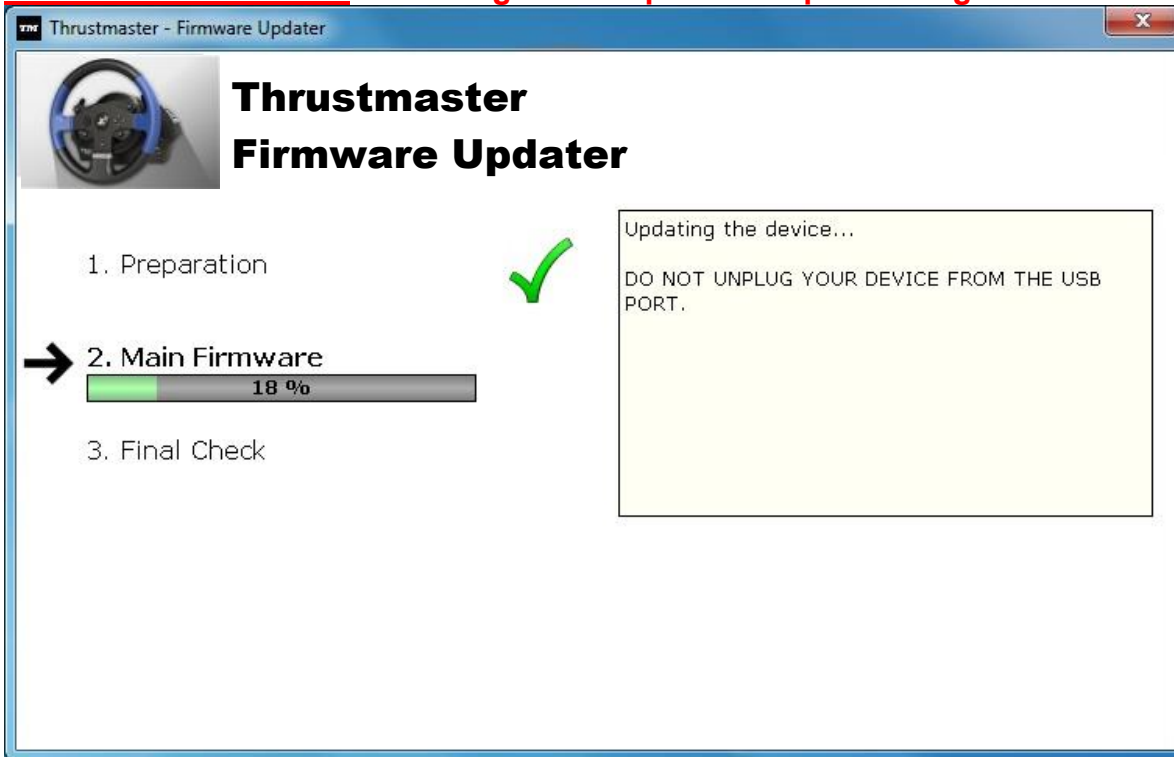 TM Thrustmaster - Firmware Updater
X
Thrustmaster
Firmware Updater
1. Preparation
2. Main Firmware
18 %
3. Final Check
Updating the device...
DO NOT UNPLUG YOUR DEVICE FROM THE USB
PORT.